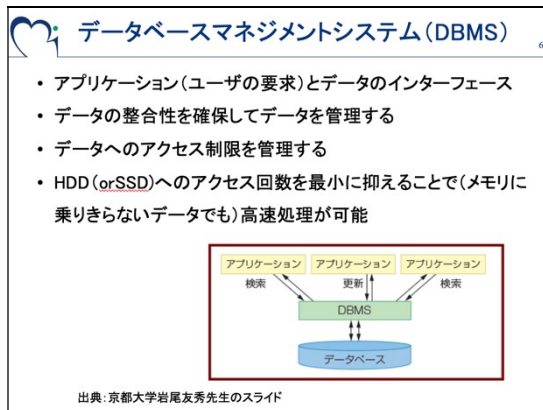 データベースマネジメントシステム(DBMS)
6
• アプリケーション(ユーザの要求)とデータのインターフェース
• データの整合性を確保してデータを管理する
• データへのアクセス制限を管理する
• HDD(orSSD)へのアクセス回数を最小に抑えることで(メモリに
乗りきらないデータでも)高速処理が可能
アプリケーション アプリケーション アプリケーション
検索 更新 検索
DBMS
データベース
出典:京都大学岩尾友秀先生のスライド